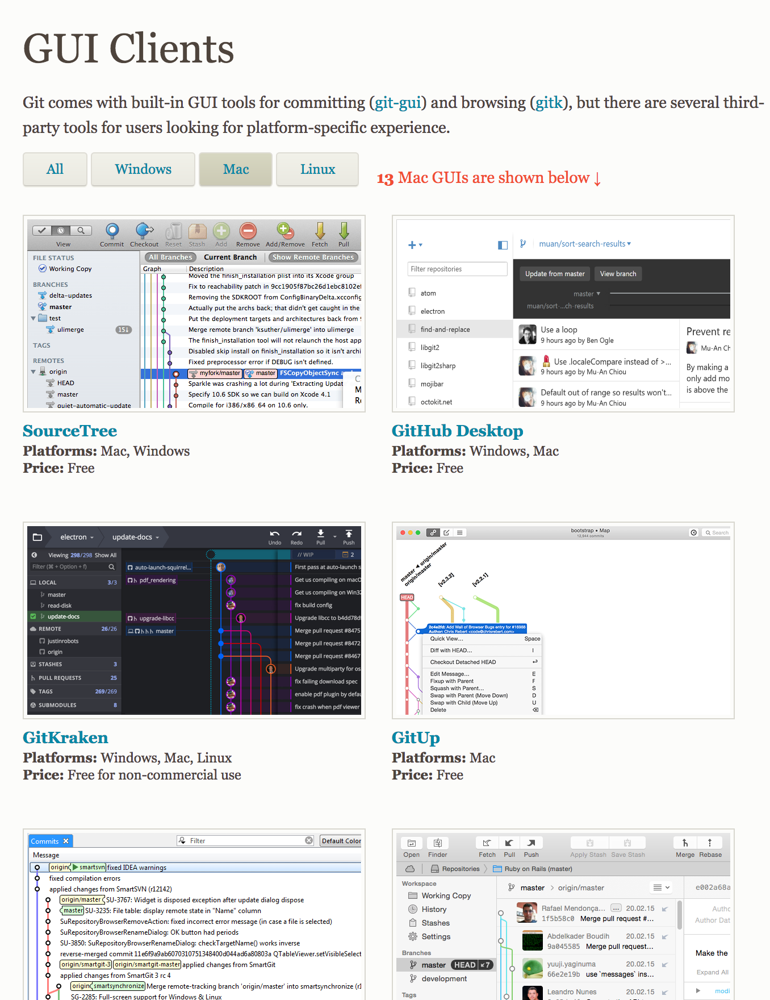 GUI Clients
Git comes with built-in GUI tools for committing (git-gui) and browsing (gitk), but there are several third-
party tools for users looking for platform-specific experience.
All
Windows
Mac
Linux
13 Mac GUIs are shown below ↓
View
Commit
Checkout
Reset
Stash
Add
Remove
Add/Remove
Fetch
Pull
FILE STATUS
Working Copy
BRANCHES
delta-updates
master
test
ulimerge
15↓
TAGS
REMOTES
origin
HEAD
master
quiet-automatic-update
All Branches
Current Branch
Show Remote Branches
Graph
Description
Moved the finish_installation plist into its Xcode group
Fix to reachability patch in 9cc1905f87bc26d1ebc8102ef
Removing the SDKROOT from ConfigBinaryDelta.xcconfig
Actually put the archs back; that didn't get caught in the
Put the deployment targets and architectures back from
Merge remote branch 'ksuther/ulimerge' into ulimerge
The finish_installation tool will not relaunch the host app
Disabled skip install on finish_installation so it isn't archi
Fixed preprocessor error if DEBUG isn't defined.
myfork/master
master
FSCopyObjectSync
Sparkle was crashing a lot during 'Extracting Updat
Specify 10.6 SDK so we can build on Xcode 4.1
Compile for i386/x86_64 on 10.6 only.
muan/sort-search-results
Filter repositories
atom
electron
find-and-replace
libgit2
libgit2sharp
mojibar
octokit.net
Update from master
View branch
master
muan/sort-...ch-results
Use a loop
9 hours ago by Ben Ogle
Use .localeCompare instead of >...
9 hours ago by Mu-An Chiou
Default out of range so results won't...
9 hours ago by Mu-An Chiou
Prevent re
Mu-An Ch
By making a
only add mo
is above the
SourceTree
Platforms: Mac, Windows
Price: Free
GitHub Desktop
Platforms: Windows, Mac
Price: Free
electron
update-docs
Undo
Redo
Pull
Push
Viewing 298/298 Show All
Filter (⌘ + Option + f)
LOCAL 3/3
master
read-disk
update-docs
REMOTE 26/26
justinrobots
origin
STASHES 3
PULL REQUESTS 25
TAGS 269/269
SUBMODULES 8
auto-launch-squirrel...
pdf_rendering
upgrade-libcc
master
// WIP
2
First pass at auto-launch s
Get us compiling on macO
Get us compiling on Win32
fix build config
Upgrade libcc to b4dd78df
Merge pull request #8475
Merge pull request #8472
Merge pull request #8467
Upgrade multiparty for os
fix failing download spec
enable pdf plugin by defau
fix crash when pdf viewer
bootstrap • Map
12,944 commits
Search
master ◀ origin/master
origin/master
[v2.3.2]
[v2.2.1]
HEAD
2c4e2fd: Add Wall of Browser Bugs entry for #16988
Author: Chris Rebert <code@chrisrebert.com>
Quick View... Space
Diff with HEAD... I
Checkout Detached HEAD ↩
Edit Message... E
Fixup with Parent F
Squash with Parent... S
Swap with Parent (Move Down) D
Swap with Child (Move Up) U
Delete ⌫
GitKraken
Platforms: Windows, Mac, Linux
Price: Free for non-commercial use
GitUp
Platforms: Mac
Price: Free
Commits
Filter
Default Color
Message
origin smartsvn fixed IDEA warnings
fixed compilation errors
applied changes from SmartSVN (r12142)
origin/master SU-3767: Widget is disposed exception after update dialog dispose
master SU-3235: File table: display remote state in "Name" column
SuRepositoryBrowserRemoveAction: fixed incorrect error message (in case a file is selected)
SuRepositoryBrowserRenameDialog: OK button had periods
SU-3850: SuRepositoryBrowserRenameDialog: checkTargetName() works inverse
reverse-merged commit 11e6f9a9ab6070310751348400d044ad6a80803a QTableViewer.setVisibleSelect
origin/smartgit-3 origin/smartgit-master applied changes from SmartGit
applied changes from SmartGit 3 rc 4
origin smartsynchronize Merge remote-tracking branch 'origin/master' into smartsynchronize (r1
SG-2285: Full-screen support for Windows & Linux
Open
Finder
Fetch
Pull
Push
Apply Stash
Save Stash
Merge
Rebase
Repositories
Ruby on Rails (master)
Workspace
Working Copy
History
Stashes
Settings
Branches
master HEAD ↙7
development
Tags
master > origin/master
Rafael Mendonça... ... 20.02.15
1f5b58c0 Merge pull request #...
Abdelkader Boudih 20.02.15
9a045585 Merge pull request...
yuuji.yaginuma 20.02.15
66e2e19b use `messages` ins...
Leandro Nunes 20.02.15
e002a68a
Autho
Author Dat
Make the
Expand All
modi